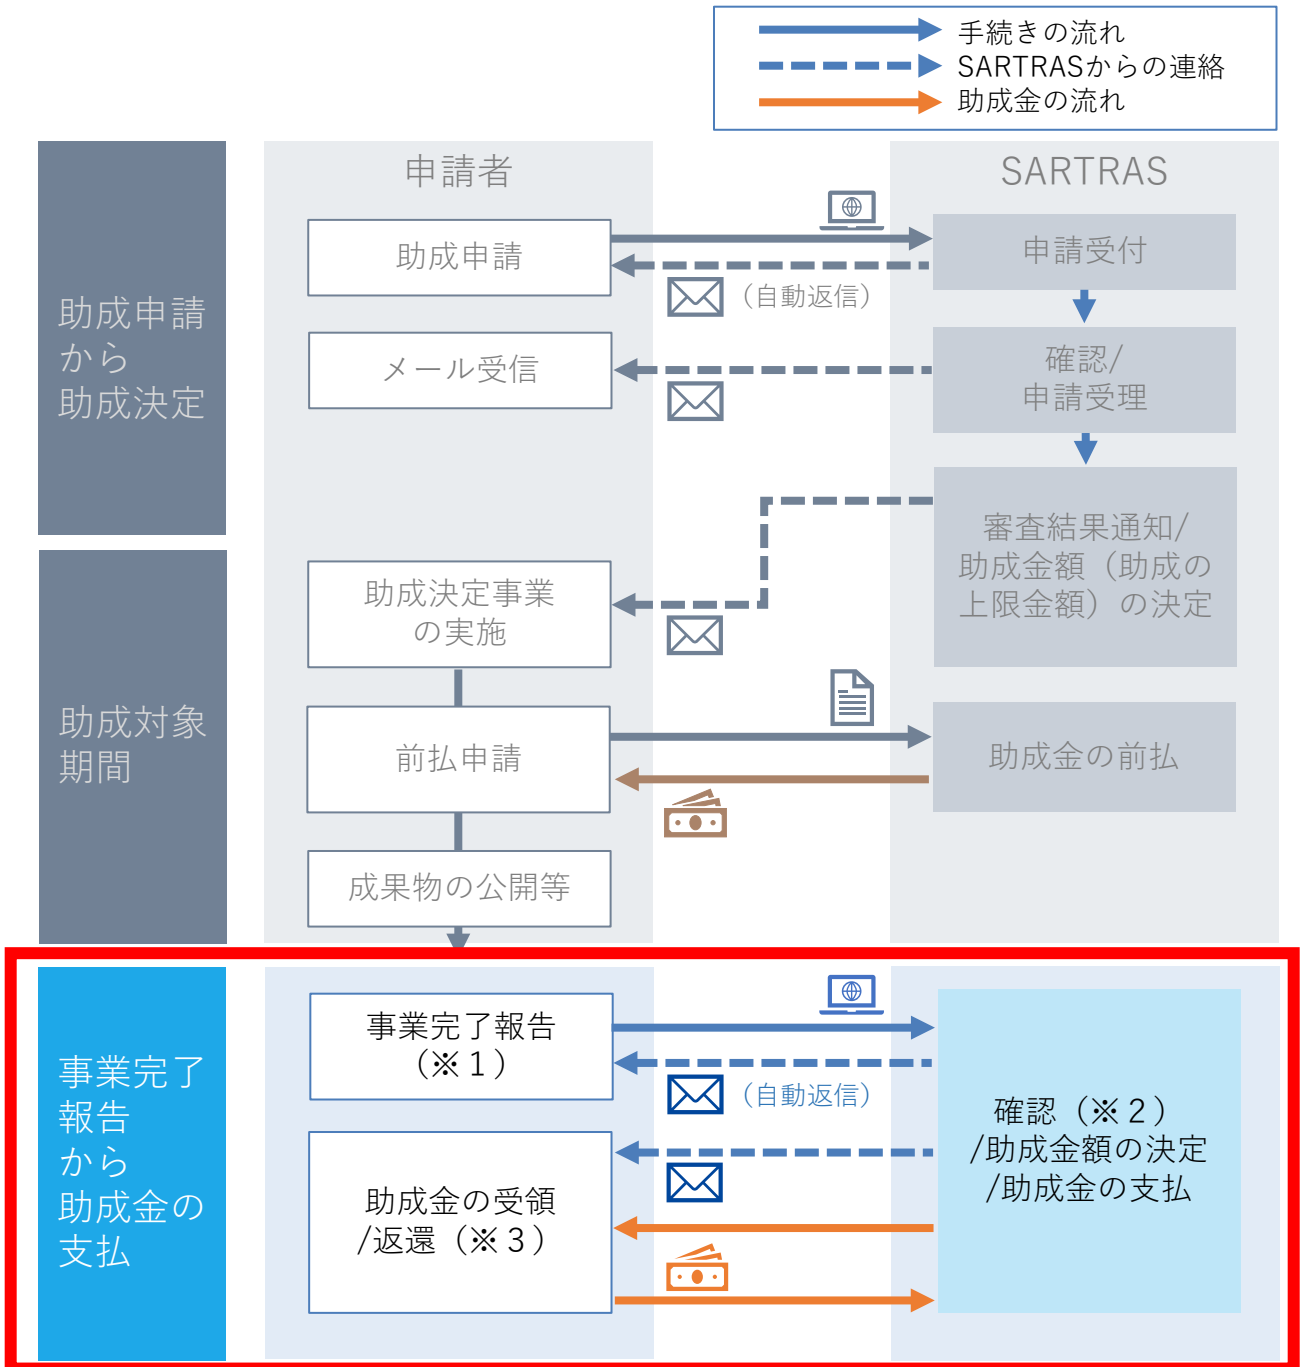 手続きの流れ
SARTRASからの連絡
助成金の流れ
申請者
SARTRAS
助成申請
から
助成決定
助成申請
申請受付
（自動返信）
メール受信
確認/
申請受理
審査結果通知/
助成金額（助成の
上限金額）の決定
助成対象
期間
助成決定事業
の実施
前払申請
助成金の前払
成果物の公開等
事業完了
報告
から
助成金の
支払
事業完了報告
（※１）
（自動返信）
確認（※２）
/助成金額の決定
/助成金の支払
助成金の受領
/返還（※３）